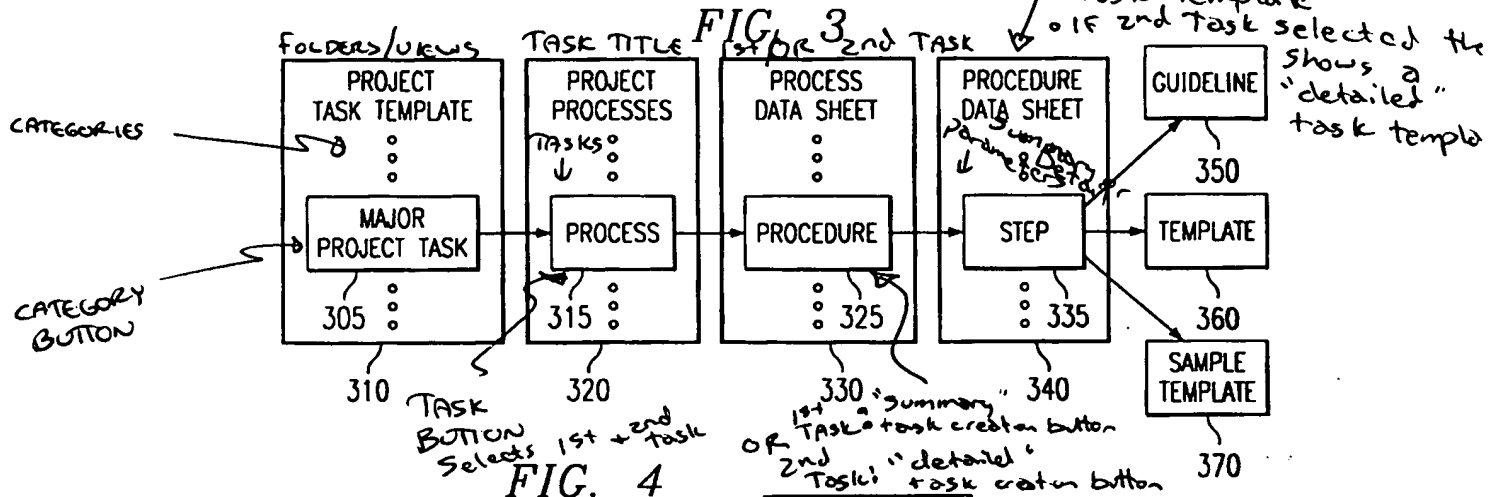 Task Template
FIG. 3
o IF 2nd Task selected the
shows a
"detailed"
task templa
FOLDERS/VIEWS
TASK TITLE
1st OR 2nd TASK
PROJECT
TASK TEMPLATE
PROJECT
PROCESSES
PROCESS
DATA SHEET
PROCEDURE
DATA SHEET
GUIDELINE
350
CATEGORIES
TASKS
Summary
Parameters
MAJOR
PROJECT TASK
PROCESS
PROCEDURE
STEP
TEMPLATE
305
315
325
335
360
CATEGORY
BUTTON
SAMPLE
TEMPLATE
370
310
320
330
340
TASK
BUTTON
Selects 1st + 2nd
task
1st
TASK: "Summary"
task creation button
OR
2nd
Task: "detailed"
task creation button
FIG. 4